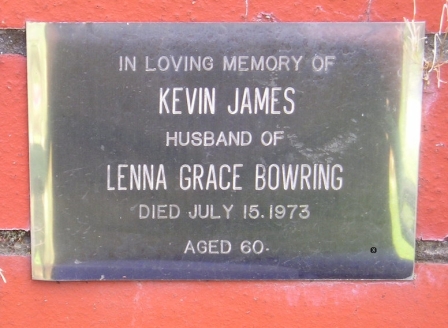 IN LOVING MEMORY OF
KEVIN JAMES
HUSBAND OF
LENNA GRACE BOWRING
DIED JULY 15.1973
AGED 60.